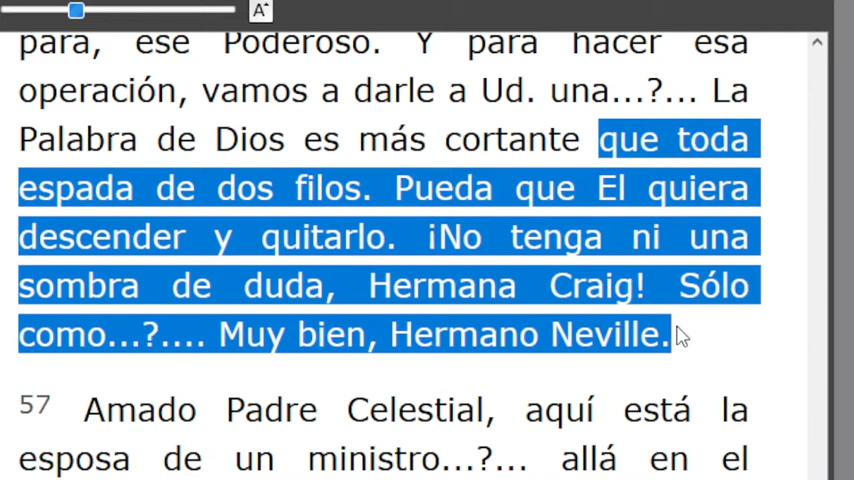 A
para, ese Poderoso. Y para hacer esa
operación, vamos a darle a Ud. una...?... La
Palabra de Dios es más cortante que toda
espada de dos filos. Pueda que El quiera
descender y quitarlo. ¡No tenga ni una
sombra de duda, Hermana Craig! Sólo
como...?.... Muy bien, Hermano Neville.
57 Amado Padre Celestial, aquí está la
esposa de un ministro...?... allá en el